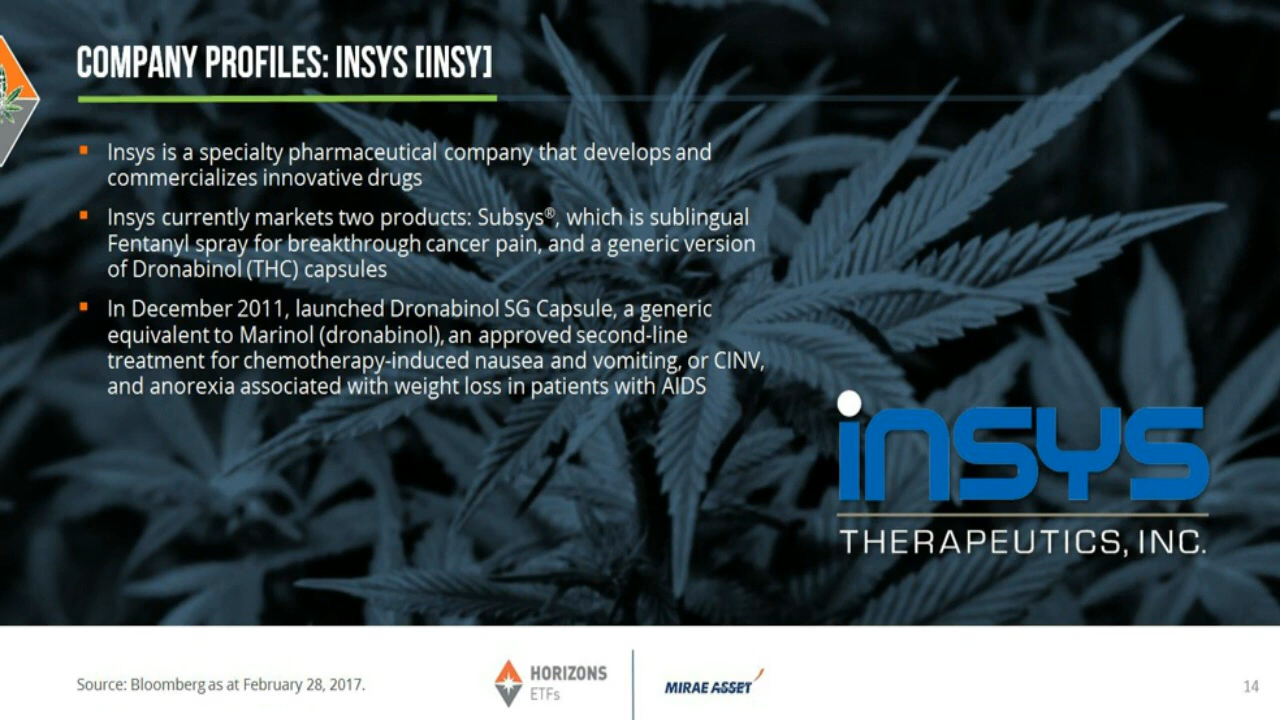 COMPANY PROFILES: INSYS [INSY]
Insys is a specialty pharmaceutical company that develops and
commercializes innovative drugs
Insys currently markets two products: Subsys®, which is sublingual
Fentanyl spray for breakthrough cancer pain, and a generic version
of Dronabinol (THC) capsules
In December 2011, launched Dronabinol SG Capsule, a generic
equivalent to Marinol (dronabinol), an approved second-line
treatment for chemotherapy-induced nausea and vomiting, or CINV,
and anorexia associated with weight loss in patients with AIDS
insys
THERAPEUTICS, INC.
Source: Bloomberg as at February 28, 2017.
HORIZONS
ETFs
MIRAE ASSET
14